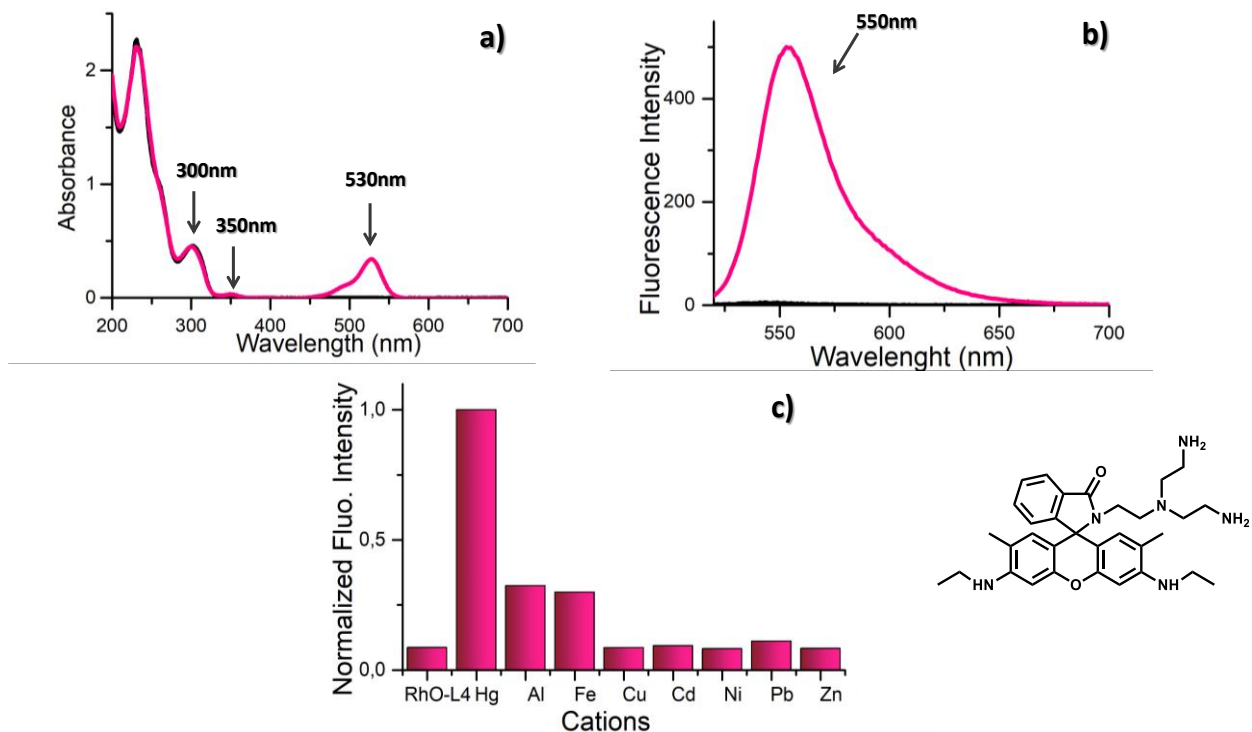 a)
2
1
0
Absorbance
300nm
350nm
530nm
200 300 400 500 600 700
Wavelength (nm)
b)
550nm
400
200
0
Fluorescence Intensity
550 600 650 700
Wavelenght (nm)
c)
1,0
0,5
0,0
Normalized Fluo. Intensity
RhO-L4 Hg Al Fe Cu Cd Ni Pb Zn
Cations
NH2
O
N
N
NH2
HN
O
NH